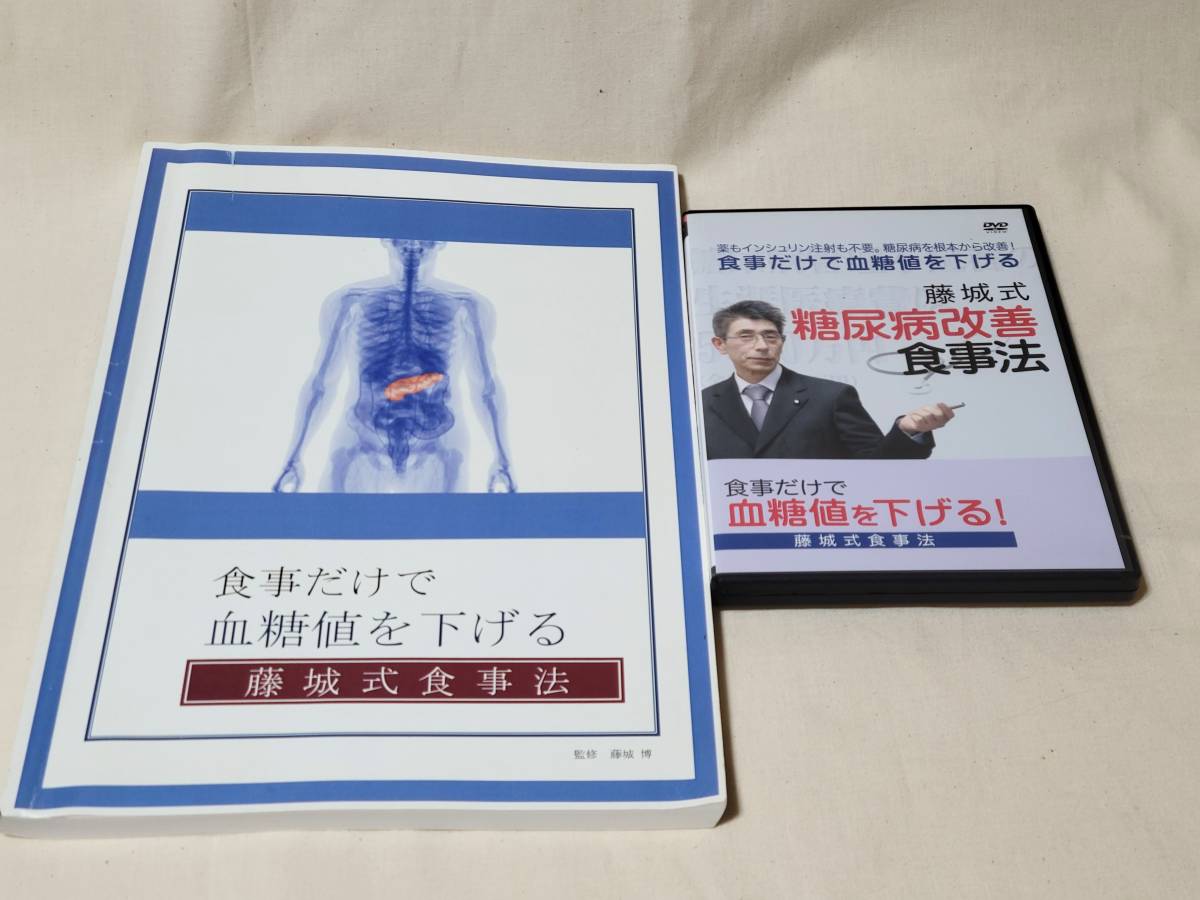 食事だけで
血糖値を下げる
藤城式食事法
監修 藤城 博
DVD
VIDEO
薬もインシュリン注射も不要。糖尿病を根本から改善!
食事だけで血糖値を下げる
藤城式
糖尿病改善
食事法
食事だけで
血糖値を下げる!
藤城式食事法